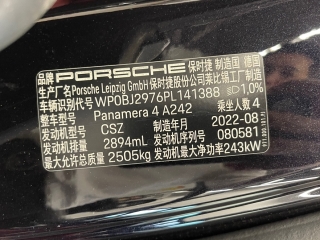 品牌 PORSCHE 保时捷 制造国 德国
生产厂名 Porsche Leipzig GmbH 保时捷股份公司莱比锡工厂制造
车辆识别代号 WP0BJ2976PL141388 1,0%
整车型号 Panamera 4 A242 乘坐人数 4
发动机型号 CSZ 制造年月 2022-08
发动机排量 2894mL 发动机序列号 080581
最大允许总质量 2505kg 发动机最大净功率 243kW